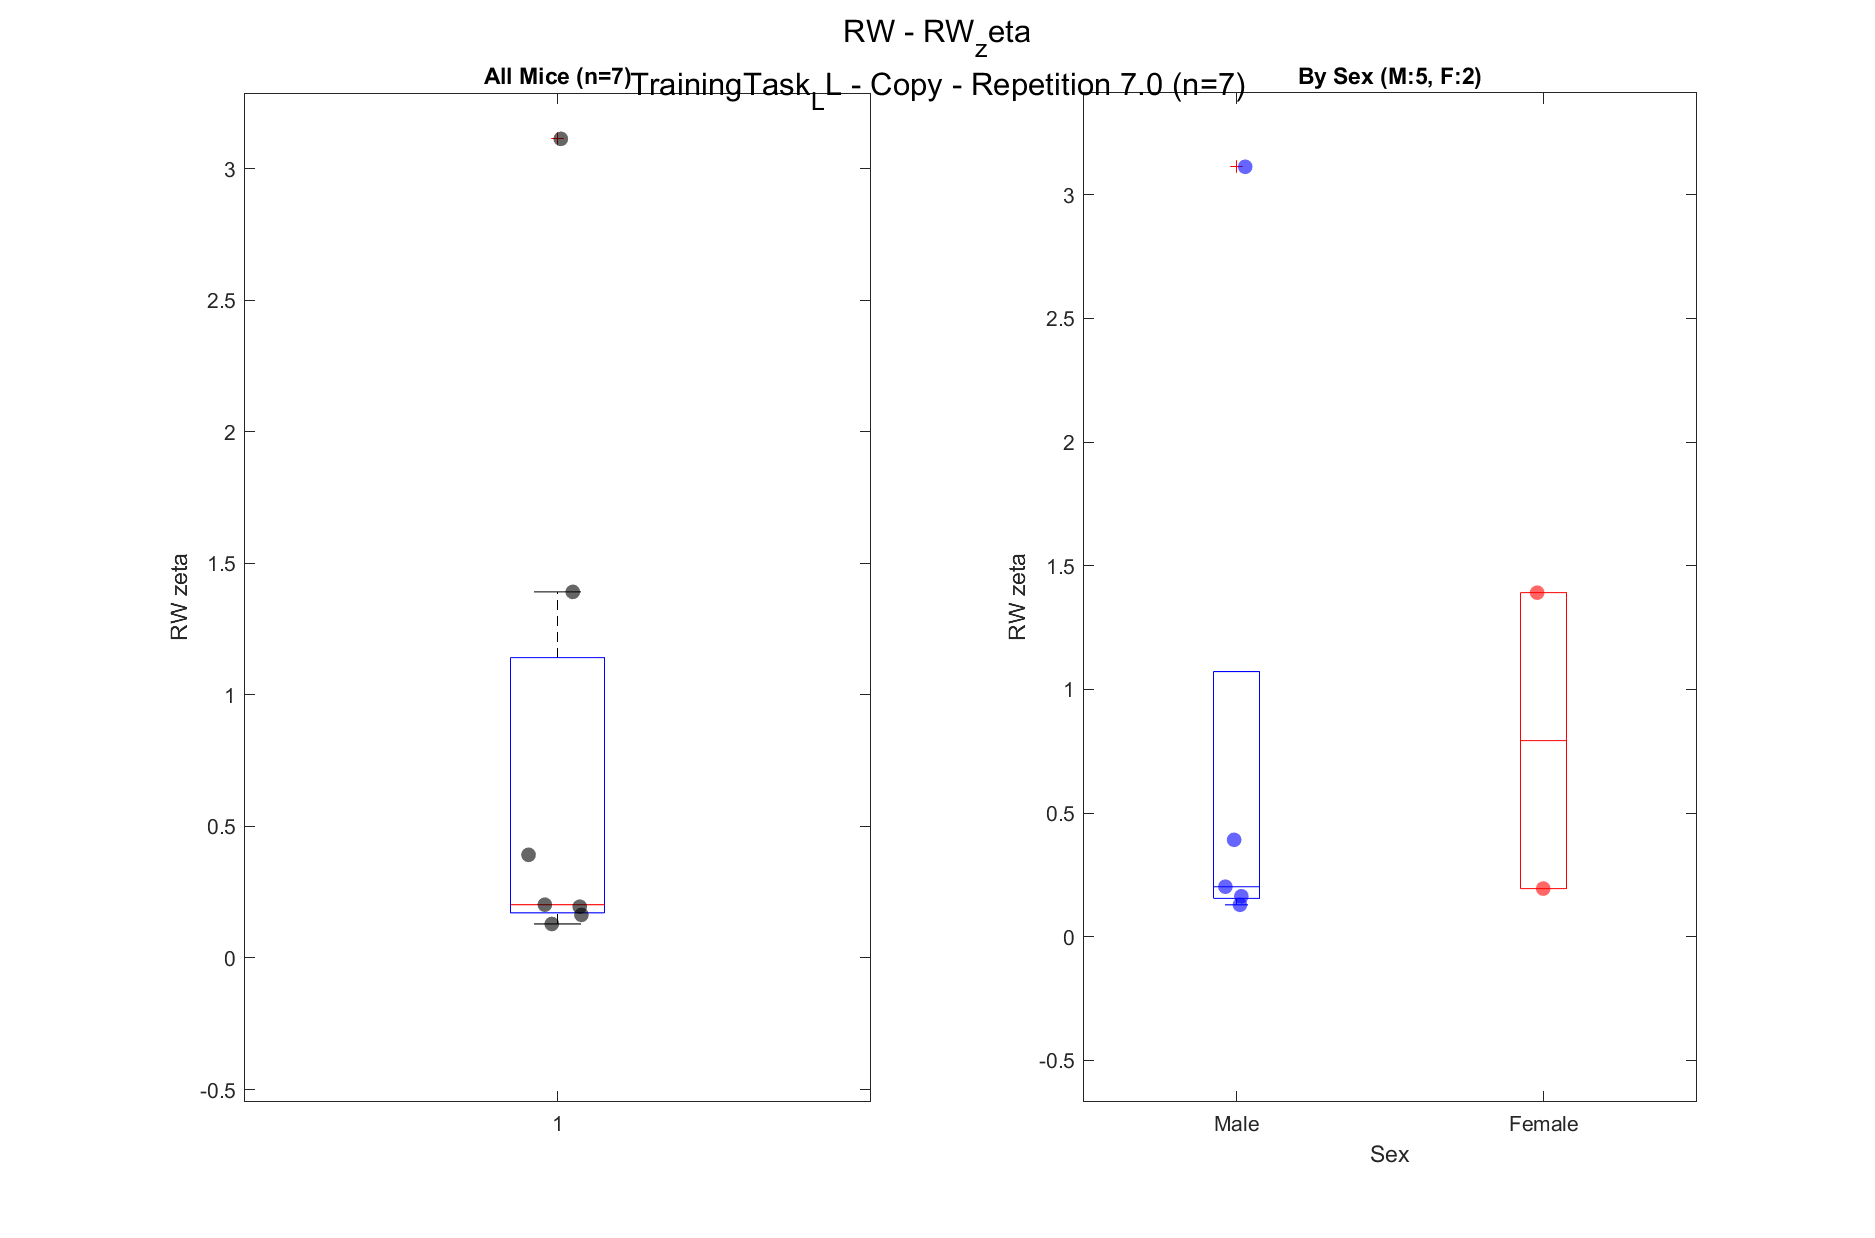 RW - RW_zeta
TrainingTask_LL - Copy - Repetition 7.0 (n=7)
All Mice (n=7)
RW zeta
3
2.5
2
1.5
1
0.5
0
-0.5
1
By Sex (M:5, F:2)
RW zeta
3
2.5
2
1.5
1
0.5
0
-0.5
Male Female
Sex